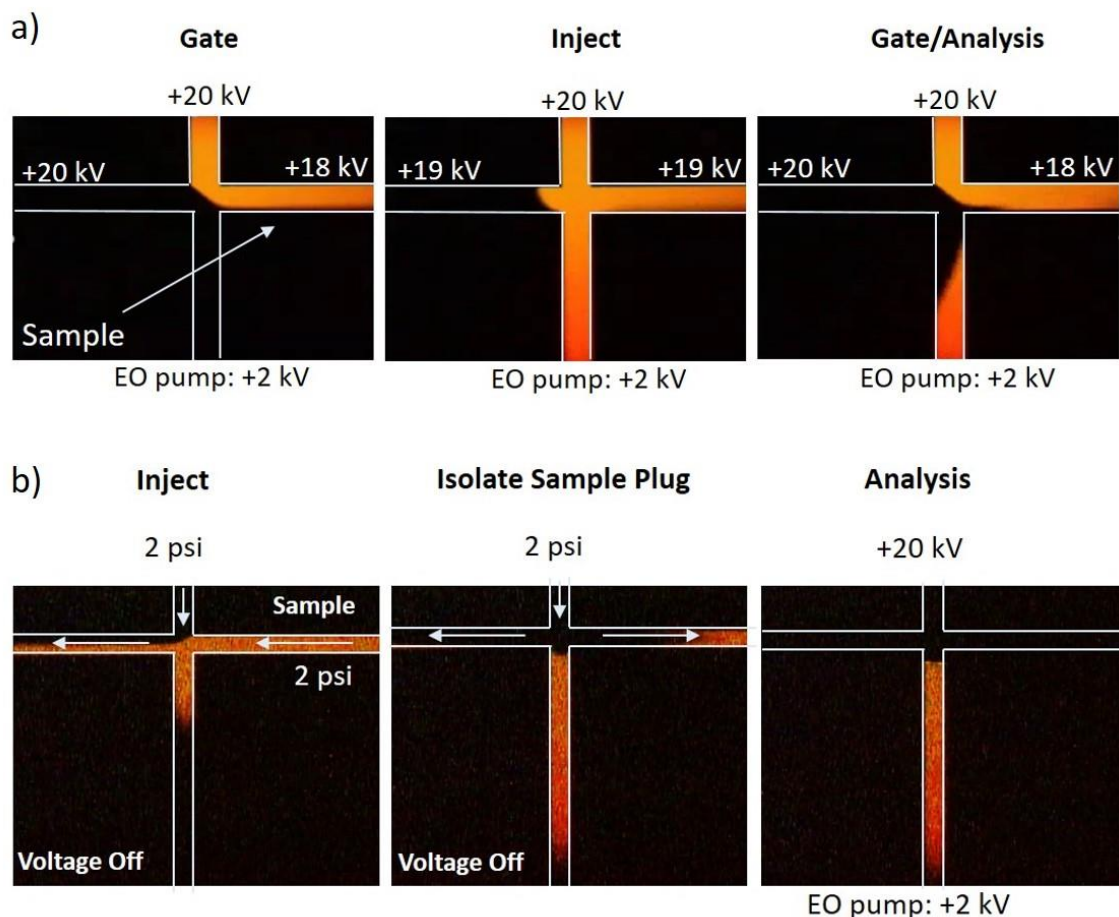 a)
Gate Inject Gate/Analysis
+20 kV +20 kV +20 kV
+20 kV +18 kV +19 kV +19 kV +20 kV +18 kV
Sample
EO pump: +2 kV EO pump: +2 kV EO pump: +2 kV
b)
Inject Isolate Sample Plug Analysis
2 psi 2 psi +20 kV
Sample
2 psi
Voltage Off Voltage Off
EO pump: +2 kV